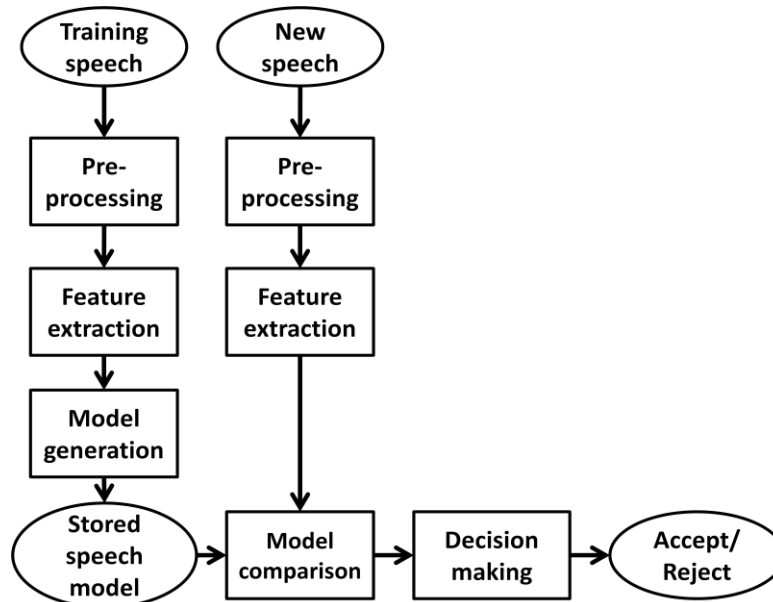 Training
speech
New
speech
Pre-
processing
Pre-
processing
Feature
extraction
Feature
extraction
Model
generation
Stored
speech
model
Model
comparison
Decision
making
Accept/
Reject